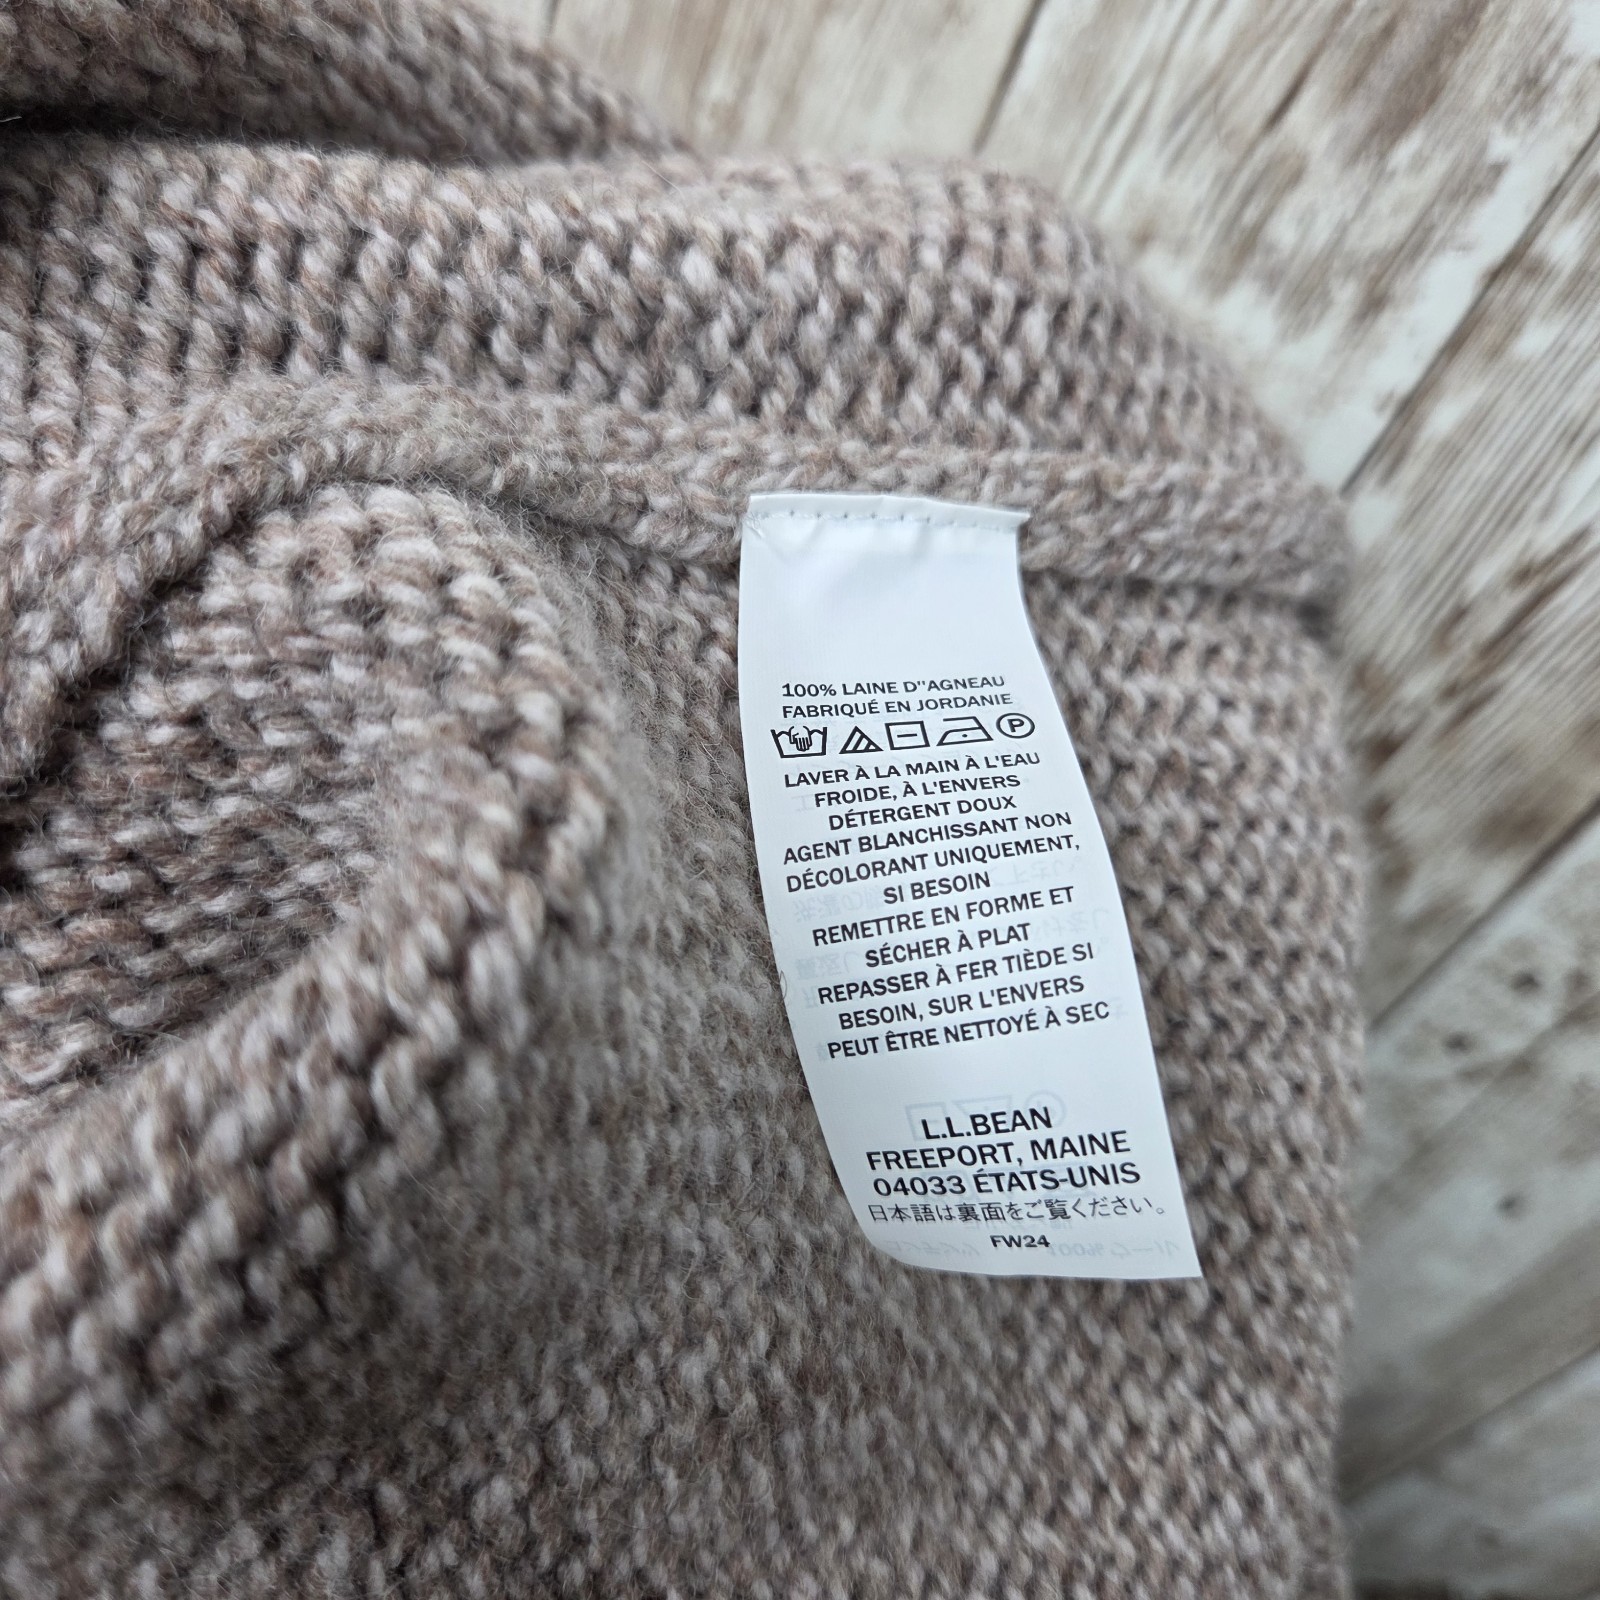 100% LAINE D"AGNEAU
FABRIQUÉ EN JORDANIE
P
LAVER À LA MAIN À L'EAU
FROIDE, À L'ENVERS
DÉTERGENT DOUX
AGENT BLANCHISSANT NON
DÉCOLORANT UNIQUEMENT,
SI BESOIN
REMETTRE EN FORME ET
SÉCHER À PLAT
REPASSER À FER TIÈDE SI
BESOIN, SUR L'ENVERS
PEUT ÊTRE NETTOYÉ À SEC
L.L.BEAN
FREEPORT, MAINE
04033 ÉTATS-UNIS
日本語は裏面をご覧ください。
FW24